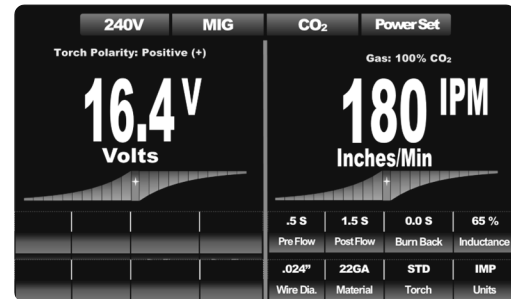 240V MIG CO₂ Power Set
Torch Polarity: Positive (+)
Gas: 100% CO₂
16.4 V
Volts
180 IPM
Inches/Min
.5 S 1.5 S 0.0 S 65 %
Pre Flow Post Flow Burn Back Inductance
.024” 22GA STD IMP
Wire Dia. Material Torch Units